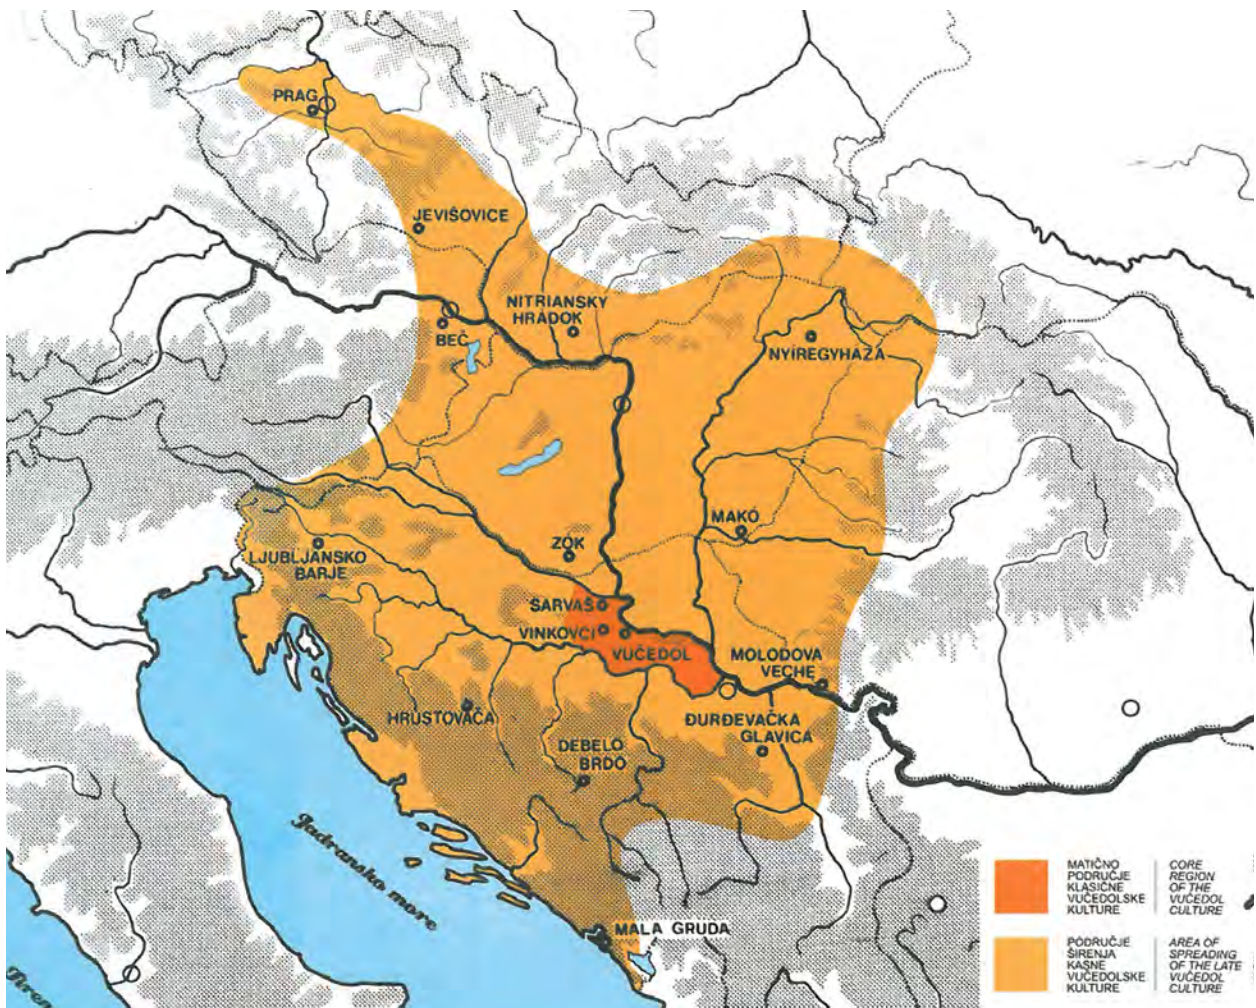 PRAG
JEVIŠOVICE
NITRIANSKY
HRADOK
BEČ
NYÍREGYHAZA
MAKÓ
ZÓK
LJUBLJANSKO
BARJE
SARVAŠ
VINKOVCI
VUČEDOL
MOLODOVA
VECHE
HRUSTOVAČA
ĐURĐEVAČKA
GLAVICA
DEBELO
BRDO
Jadransko more
MALA GRUDA
MATIČNO
PODRUČJE
KLASIČNE
VUČEDOLSKE
KULTURE
CORE
REGION
OF THE
VUČEDOL
CULTURE
PODRUČJE
ŠIRENJA
KASNE
VUČEDOLSKE
KULTURE
AREA OF
SPREADING
OF THE LATE
VUČEDOL
CULTURE